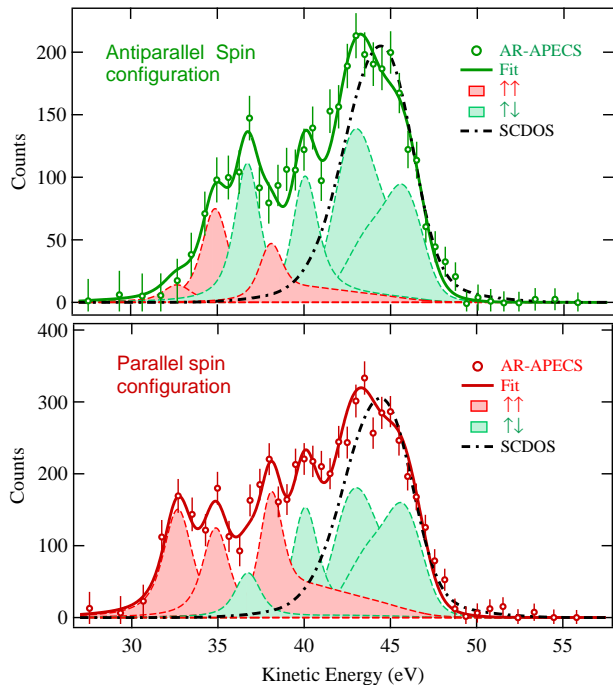 Antiparallel Spin
configuration
AR-APECS
Fit
↑↑
↑↓
SCDOS
200
150
100
50
0
Counts
Parallel spin
configuration
AR-APECS
Fit
↑↑
↑↓
SCDOS
400
300
200
100
0
Counts
30 35 40 45 50 55
Kinetic Energy (eV)